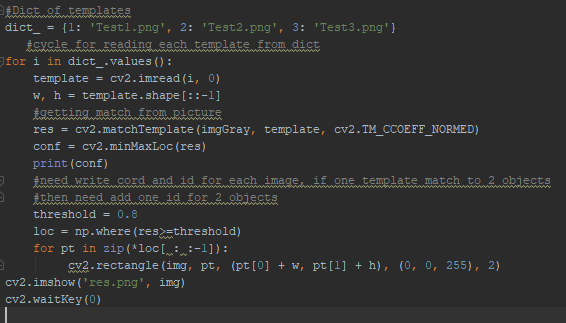 #Dict of templates
dict_ = {1: 'Test1.png', 2: 'Test2.png', 3: 'Test3.png'}
#cycle for reading each template from dict
for i in dict_.values():
template = cv2.imread(i, 0)
w, h = template.shape[::-1]
#getting match from picture
res = cv2.matchTemplate(imgGray, template, cv2.TM_CCOEFF_NORMED)
conf = cv2.minMaxLoc(res)
print(conf)
#need write cord and id for each image, if one template match to 2 objects
#then need add one id for 2 objects
threshold = 0.8
loc = np.where(res>=threshold)
for pt in zip(*loc[::-1]):
cv2.rectangle(img, pt, (pt[0] + w, pt[1] + h), (0, 0, 255), 2)
cv2.imshow('res.png', img)
cv2.waitKey(0)